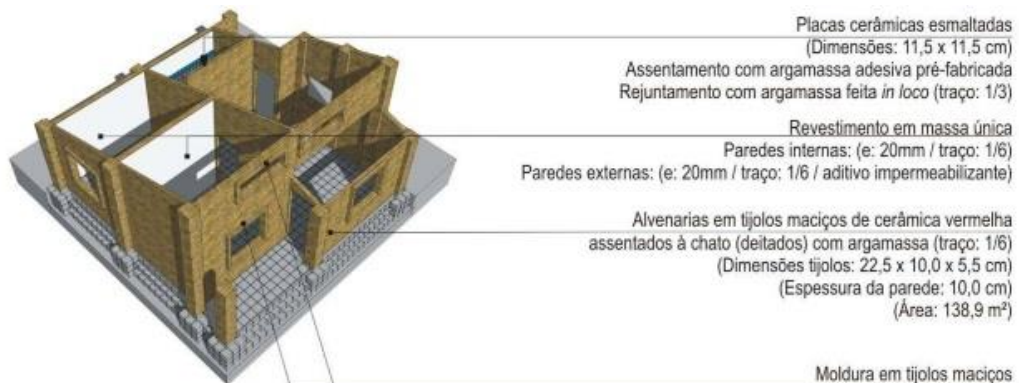 Placas cerâmicas esmaltadas
(Dimensões: 11,5 x 11,5 cm)
Assentamento com argamassa adesiva pré-fabricada
Rejuntamento com argamassa feita in loco (traço: 1/3)
Revestimento em massa única
Paredes internas: (e: 20mm / traço: 1/6)
Paredes externas: (e: 20mm / traço: 1/6 / aditivo impermeabilizante)
Alvenarias em tijolos maciços de cerâmica vermelha
assentados à chato (deitados) com argamassa (traço: 1/6)
(Dimensões tijolos: 22,5 x 10,0 x 5,5 cm)
(Espessura da parede: 10,0 cm)
(Área: 138,9 m²)
Moldura em tijolos maciços